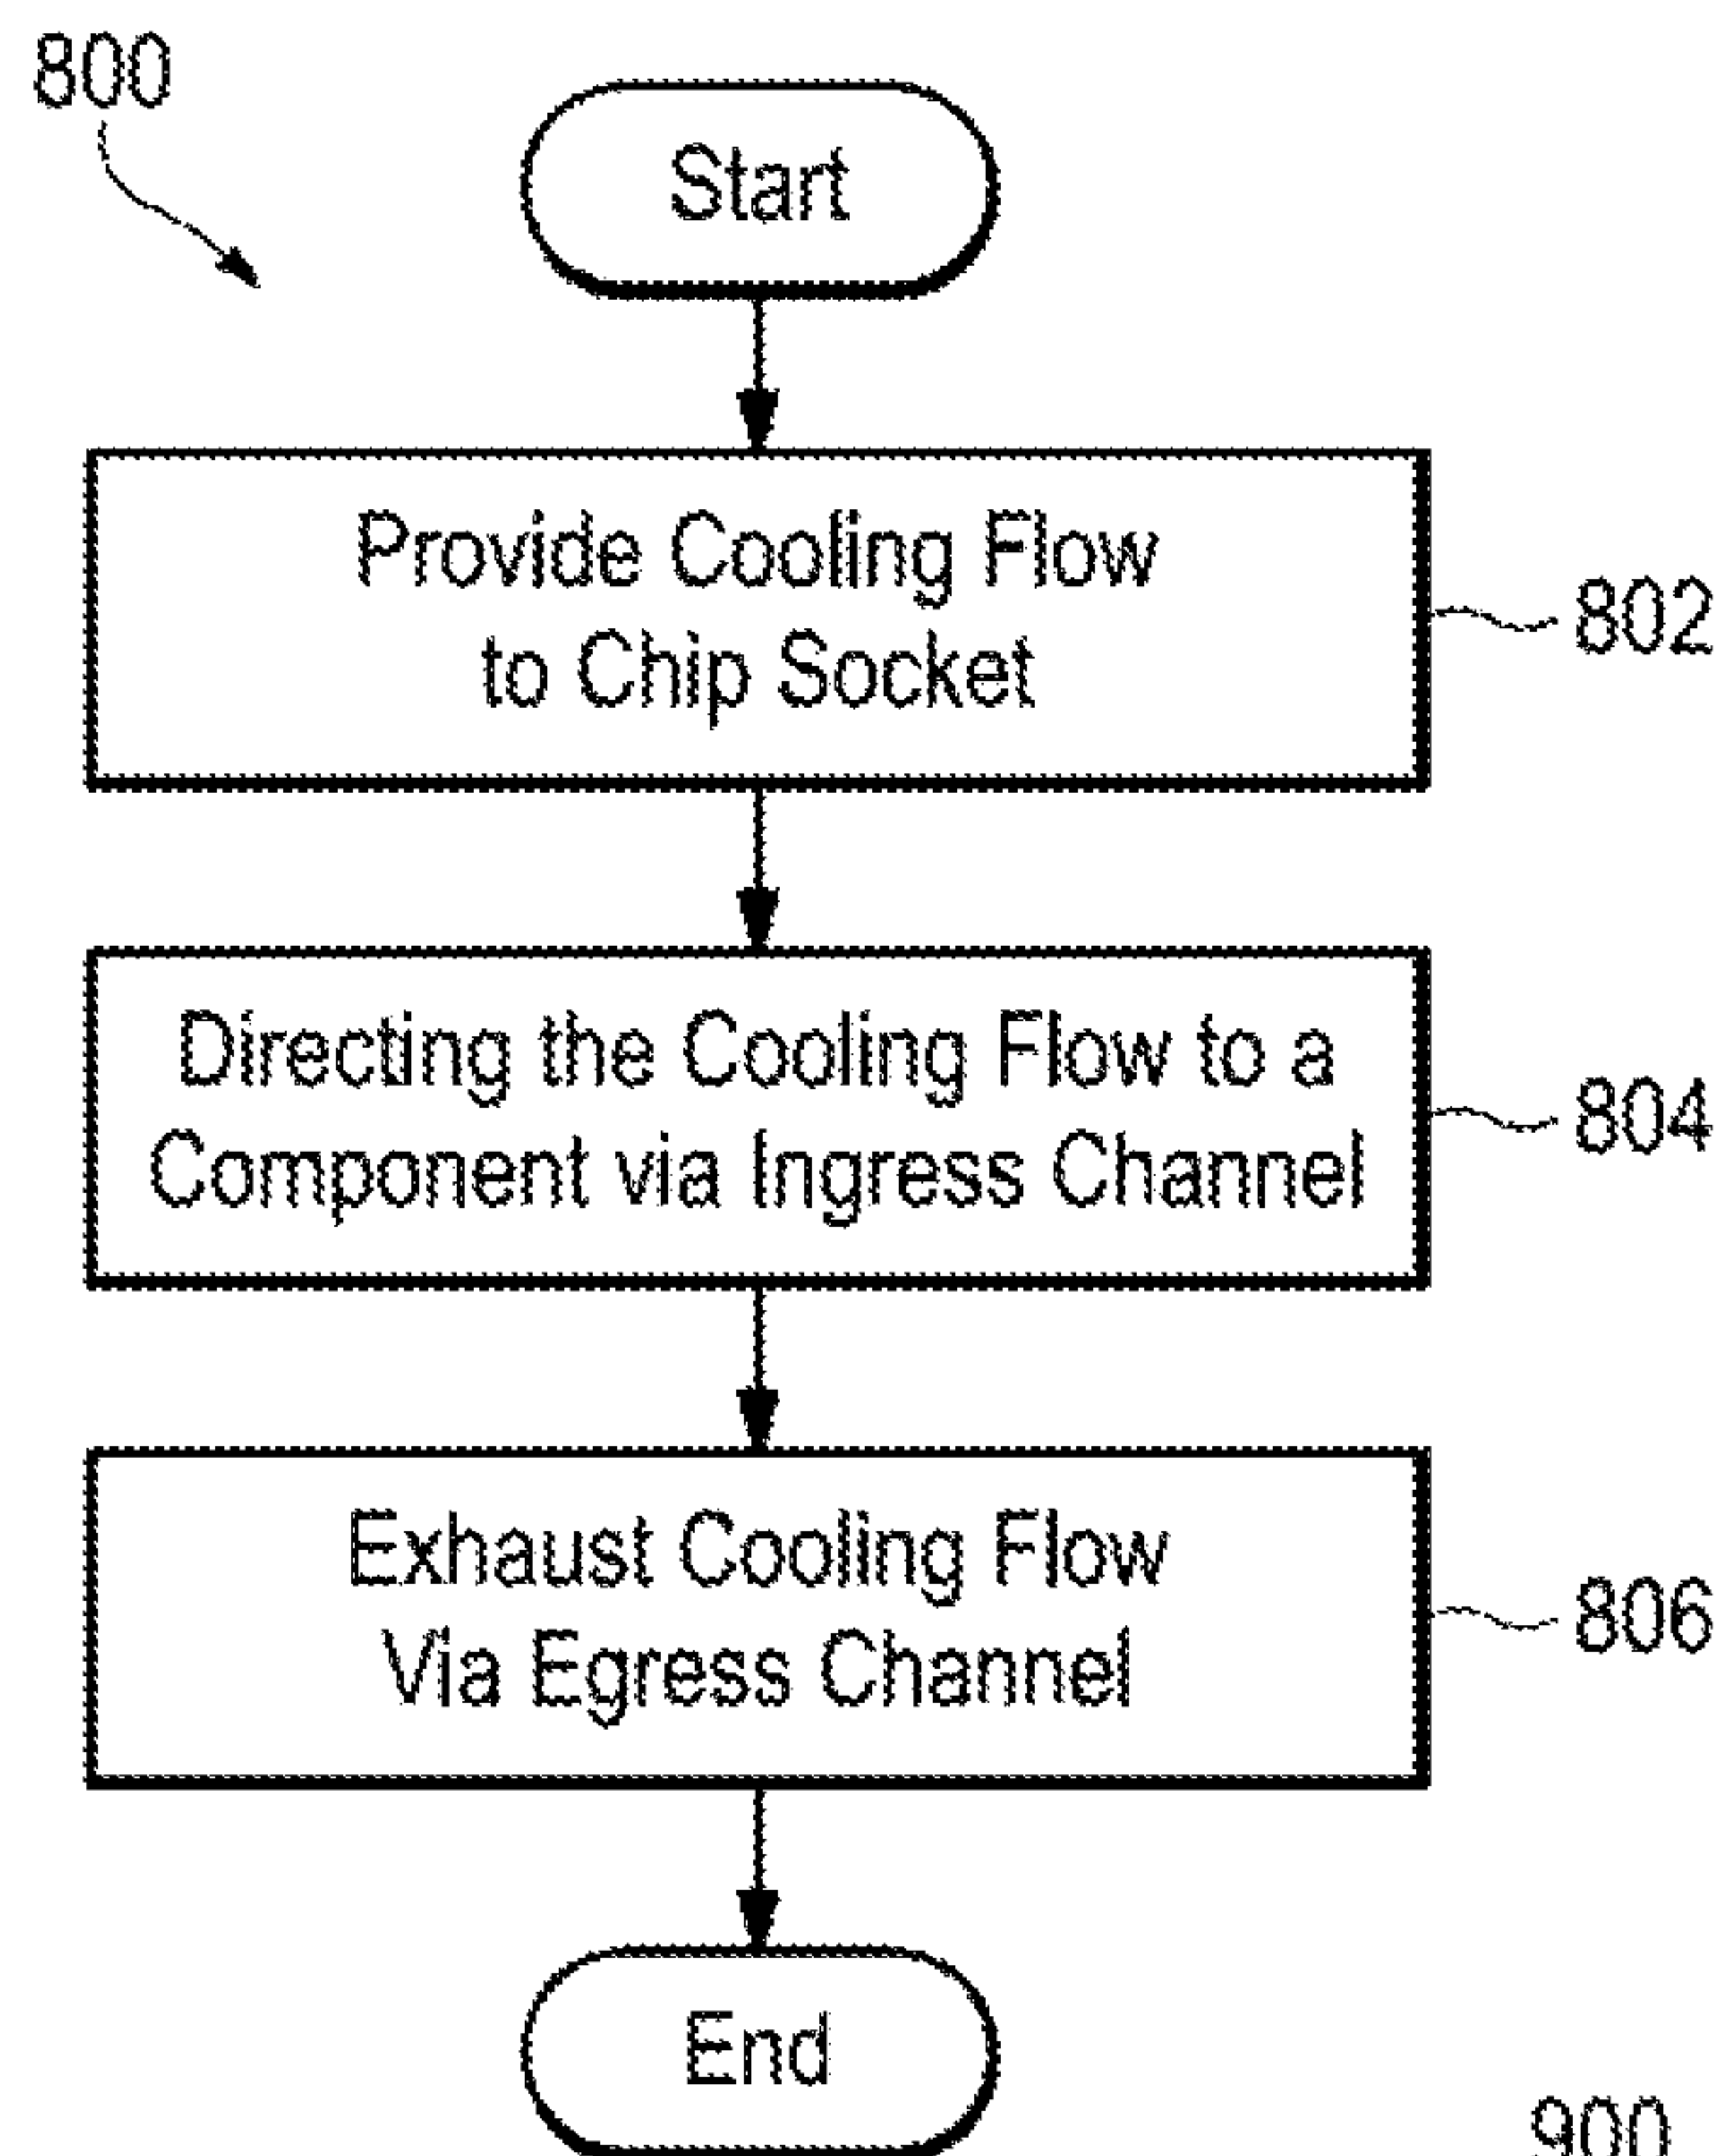 800
Start
Provide Cooling Flow
to Chip Socket
802
Directing the Cooling Flow to a
Component via Ingress Channel
804
Exhaust Cooling Flow
Via Egress Channel
806
End
900